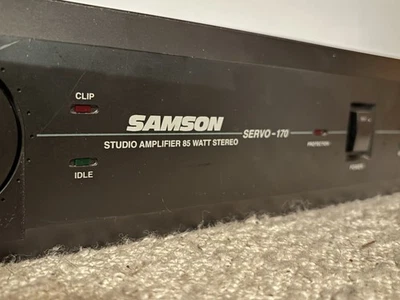 CLIP
SAMSON
SERVO-170
STUDIO AMPLIFIER 85 WATT STEREO
PROTECTION
IDLE
POWER